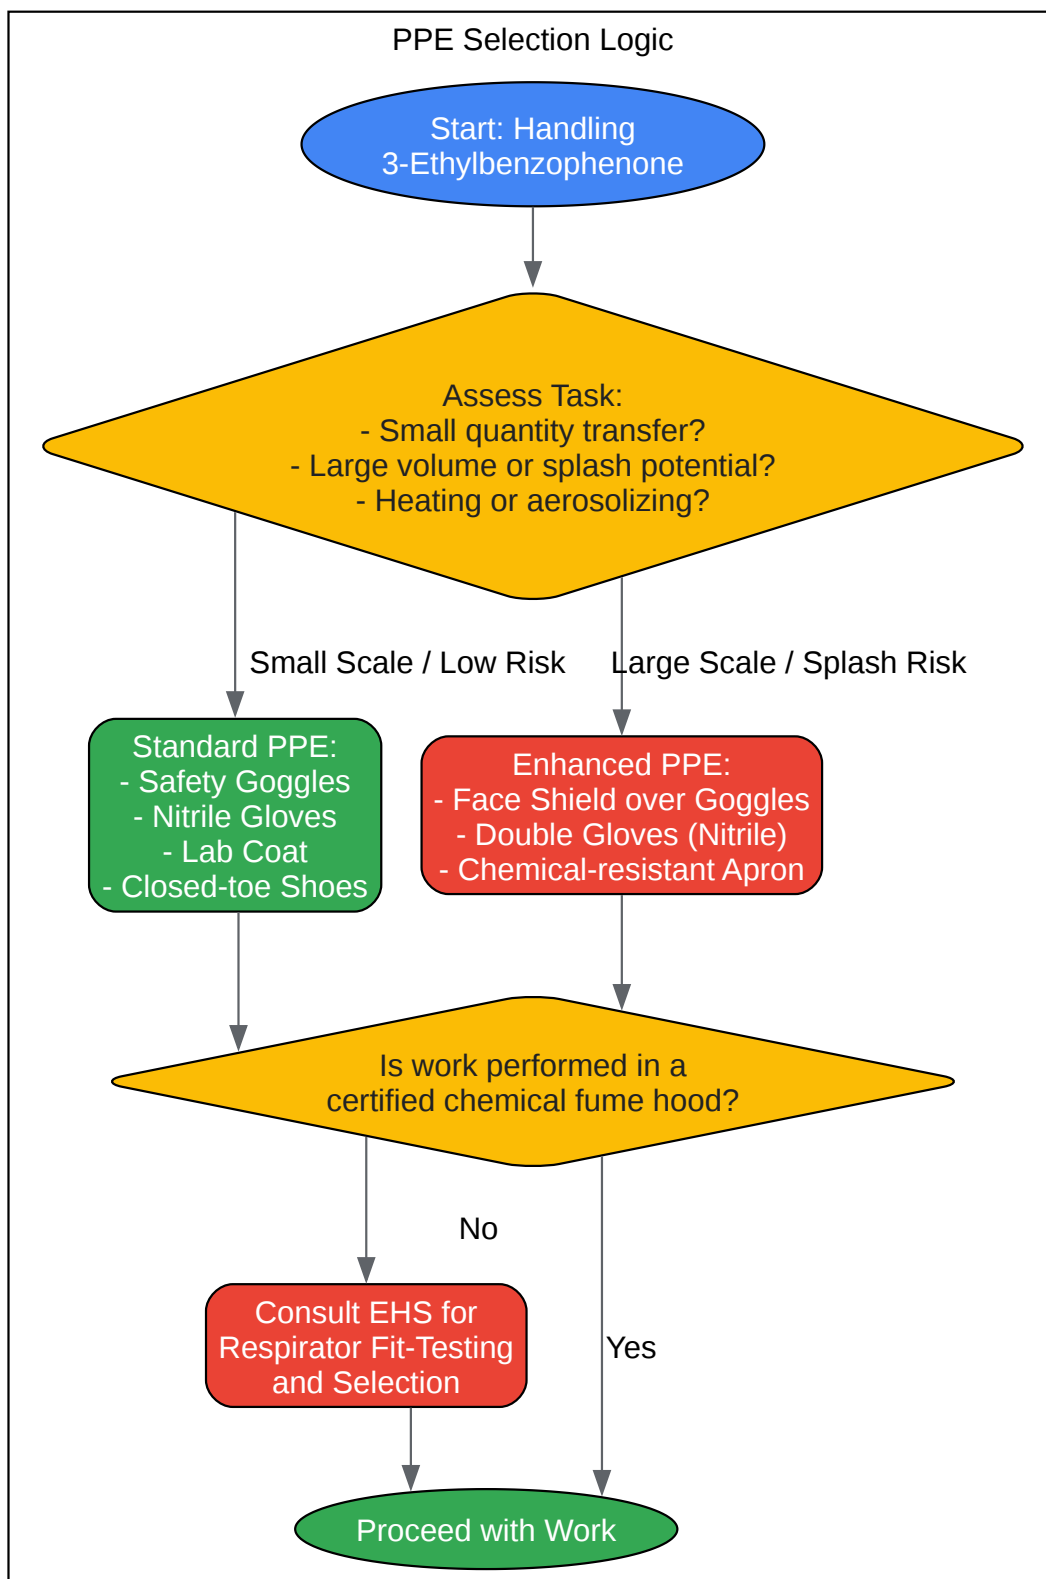 PPE Selection Logic
Start: Handling
3-Ethylbenzophenone
Assess Task:
- Small quantity transfer?
- Large volume or splash potential?
- Heating or aerosolizing?
Small Scale / Low Risk
Large Scale / Splash Risk
Standard PPE:
- Safety Goggles
- Nitrile Gloves
- Lab Coat
- Closed-toe Shoes
Enhanced PPE:
- Face Shield over Goggles
- Double Gloves (Nitrile)
- Chemical-resistant Apron
Is work performed in a
certified chemical fume hood?
No
Consult EHS for
Respirator Fit-Testing
and Selection
Yes
Proceed with Work